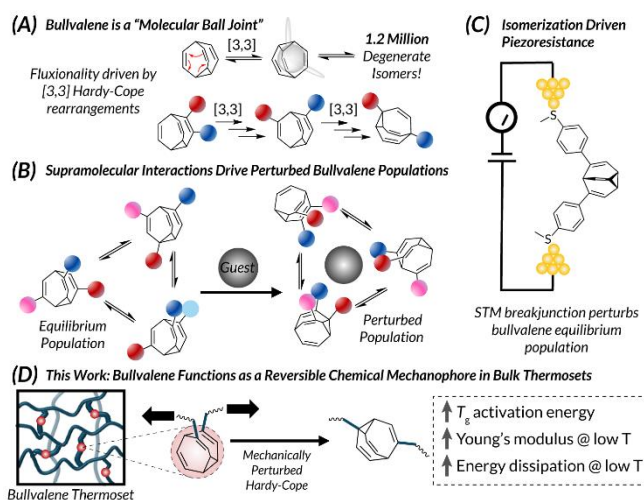 (A) Bullvalene is a "Molecular Ball Joint"
Fluxionality driven by
[3,3] Hardy-Cope
rearrangements
[3,3]
1.2 Million
Degenerate
Isomers!
[3,3]
[3,3]
(B) Supramolecular Interactions Drive Perturbed Bullvalene Populations
Equilibrium
Population
Guest
Perturbed
Population
(C) Isomerization Driven
Piezoresistance
S
S
STM breakjunction perturbs
bullvalene equilibrium
population
(D) This Work: Bullvalene Functions as a Reversible Chemical Mechanophore in Bulk Thermosets
Bullvalene Thermoset
Mechanically
Perturbed
Hardy-Cope
Tg activation energy
Young's modulus @ low T
Energy dissipation @ low T